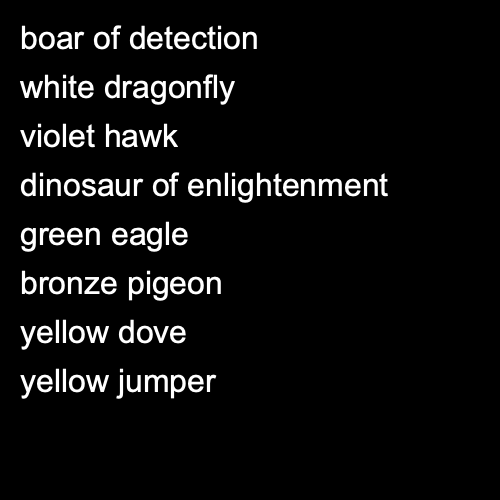 boar of detection
white dragonfly
violet hawk
dinosaur of enlightenment
green eagle
bronze pigeon
yellow dove
yellow jumper